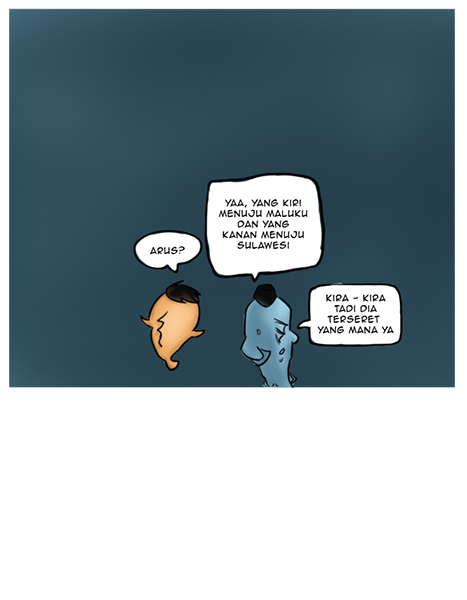 ARUS?
YAA, YANG KIRI
MENUJU MALUKU
DAN YANG
KANAN MENUJU
SULAWESI
KIRA - KIRA
TADI DIA
TERSERET
YANG MANA YA